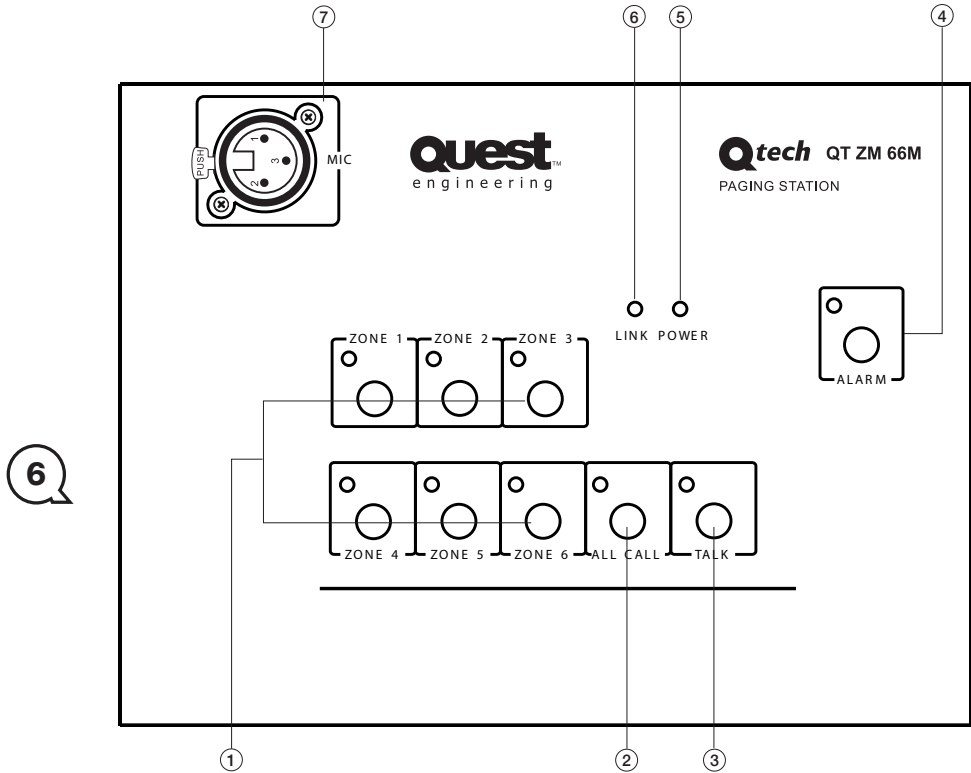 7 6 5 4
PUSH 1 3 2 MIC
Quest™
engineering
Qtech QT ZM 66M
PAGING STATION
LINK POWER
ALARM
ZONE 1 ZONE 2 ZONE 3
6
ZONE 4 ZONE 5 ZONE 6 ALL CALL TALK
1 2 3